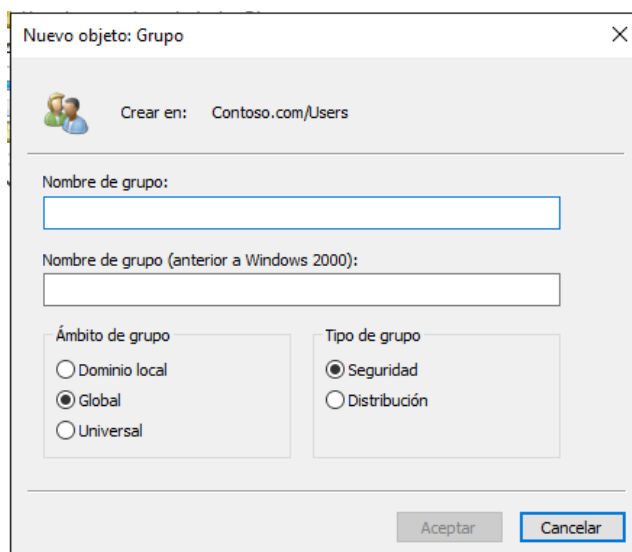 Nuevo objeto: Grupo
Crear en: Contoso.com/Users
Nombre de grupo:
Nombre de grupo (anterior a Windows 2000):
Ámbito de grupo
Dominio local
Global
Universal
Tipo de grupo
Seguridad
Distribución
Aceptar
Cancelar